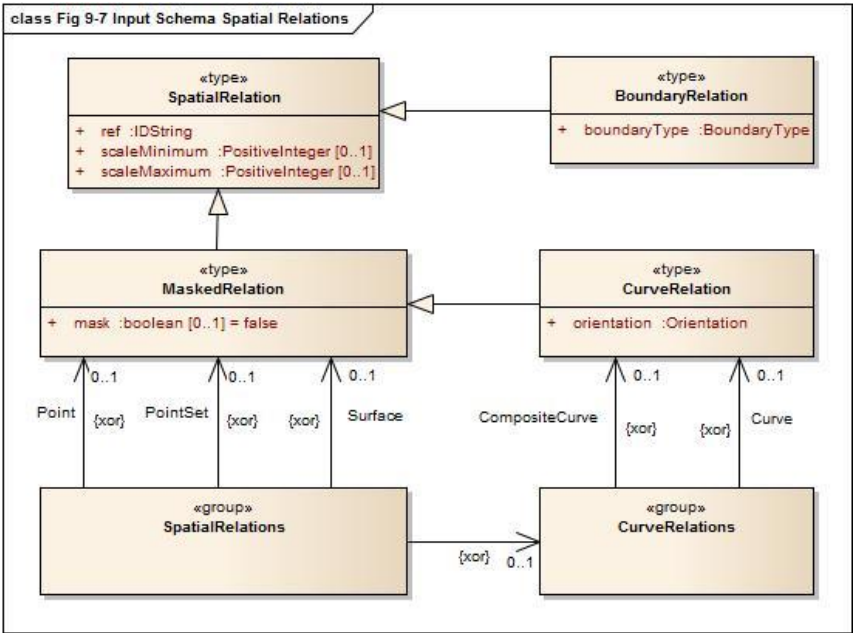 class Fig 9-7 Input Schema Spatial Relations
«type»
SpatialRelation
+ ref :IDString
+ scaleMinimum :PositiveInteger [0..1]
+ scaleMaximum :PositiveInteger [0..1]
«type»
BoundaryRelation
+ boundaryType :BoundaryType
«type»
MaskedRelation
+ mask :boolean [0..1] = false
«type»
CurveRelation
+ orientation :Orientation
0..1
0..1
0..1
0..1
0..1
Point
{xor}
PointSet
{xor}
{xor}
Surface
CompositeCurve
{xor}
{xor}
Curve
«group»
SpatialRelations
«group»
CurveRelations
{xor}
0..1